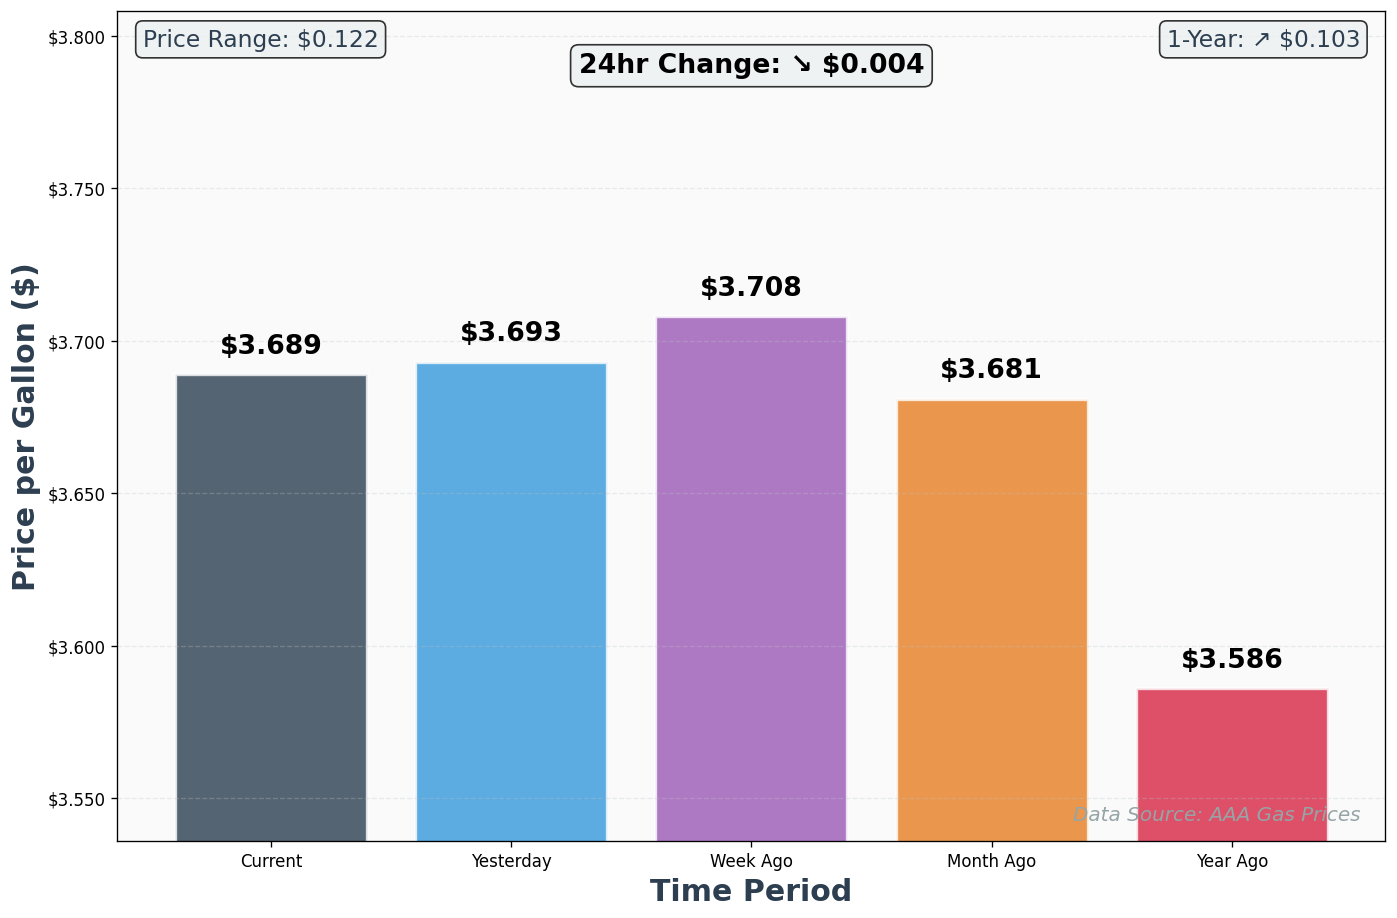 Price Range: $0.122
24hr Change: ↘ $0.004
1-Year: ↗ $0.103
Price per Gallon ($)
$3.800
$3.750
$3.700
$3.650
$3.600
$3.550
$3.689
$3.693
$3.708
$3.681
$3.586
Data Source: AAA Gas Prices
Current
Yesterday
Week Ago
Month Ago
Year Ago
Time Period